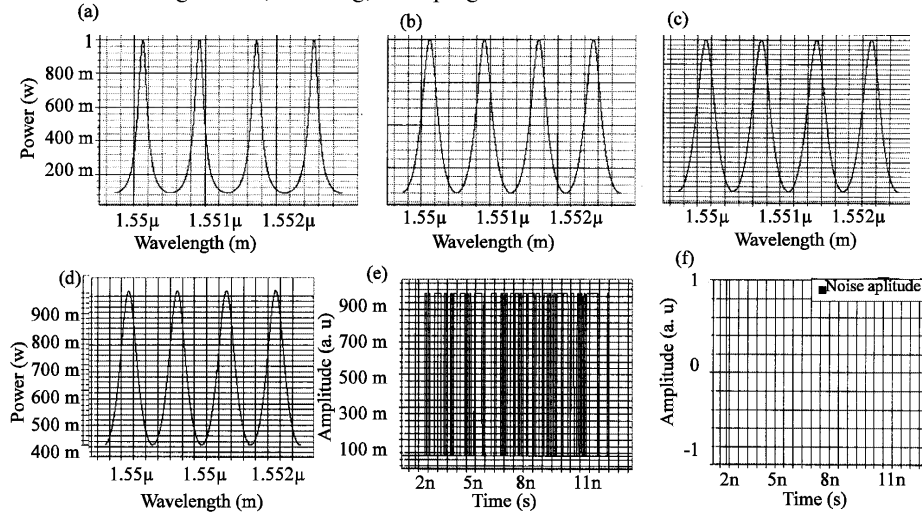 (a)
1
800 m
600 m
400 m
200 m
Power (w)
1.55µ 1.551µ 1.552µ
Wavelength (m)
(b)
1.55µ 1.551µ 1.552µ
Wavelength (m)
(c)
1.55µ 1.551µ 1.552µ
Wavelength (m)
(d)
900 m
800 m
700 m
600 m
500 m
400 m
Power (w)
1.55µ 1.55µ 1.552µ
Wavelength (m)
(e)
900 m
700 m
500 m
300 m
100 m
Amplitude (a. u)
2n 5n 8n 11n
Time (s)
(f)
1
0
-1
Amplitude (a. u)
Noise aplitude
2n 5n 8n 11n
Time (s)